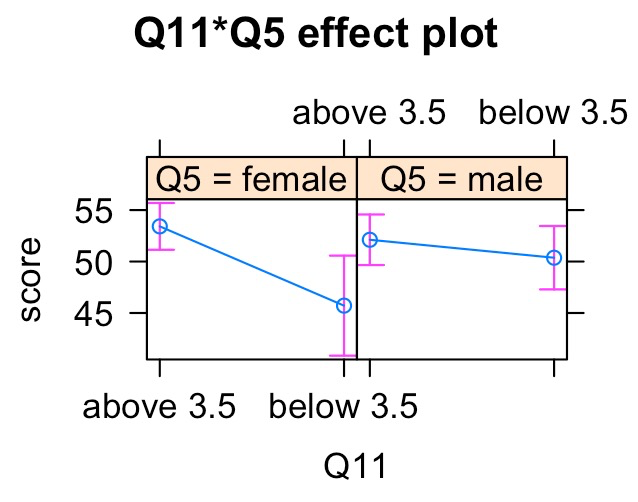 Q11*Q5 effect plot
above 3.5 below 3.5
Q5 = female Q5 = male
55
50
45
score
above 3.5 below 3.5
Q11